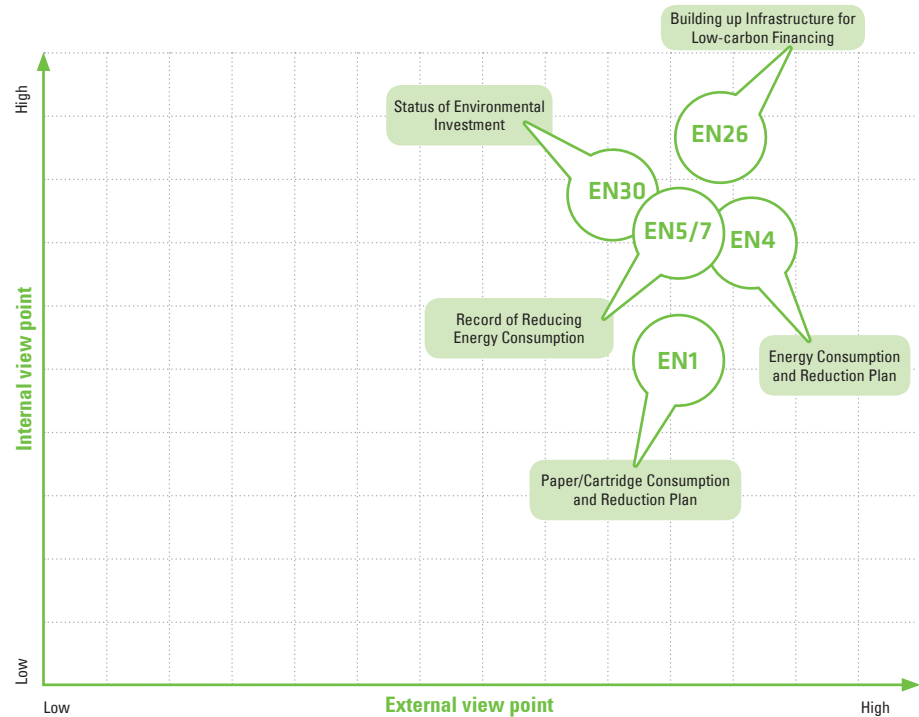 Building up Infrastructure for
Low-carbon Financing
High
Status of Environmental
Investment
EN26
EN30
EN5/7
EN4
Internal view point
Record of Reducing
Energy Consumption
EN1
Energy Consumption
and Reduction Plan
Paper/Cartridge Consumption
and Reduction Plan
Low
Low
External view point
High